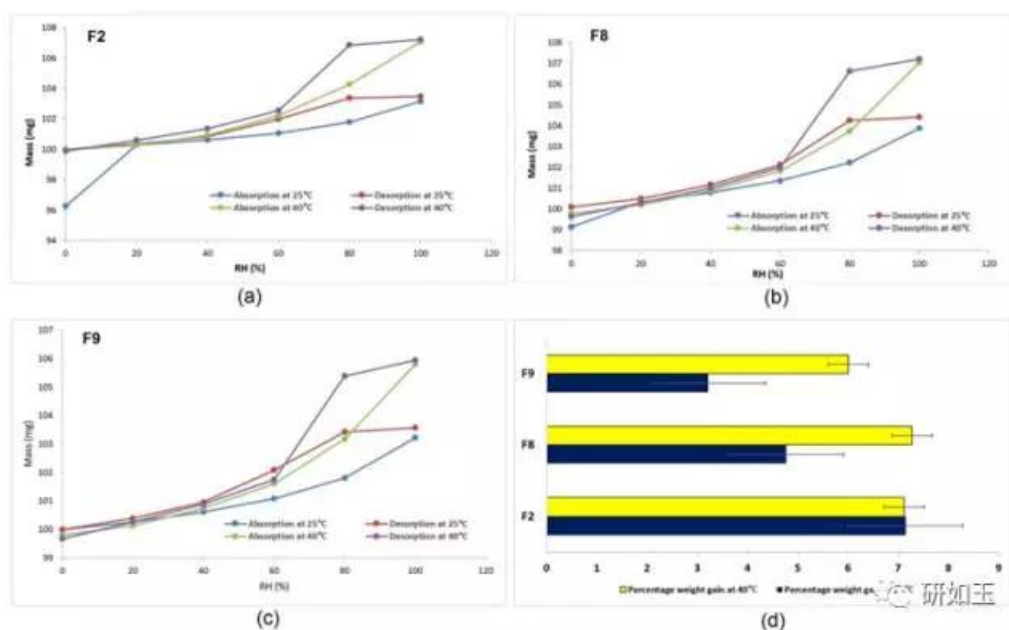 F2
108
106
104
102
100
98
96
94
Mass (mg)
0 20 40 60 80 100 120
RH (%)
Absorption at 25°C Desorption at 25°C
Absorption at 40°C Desorption at 40°C
(a)
F8
108
107
106
105
104
103
102
101
100
99
98
Mass (mg)
0 20 40 60 80 100 120
RH (%)
Absorption at 25°C Desorption at 25°C
Absorption at 40°C Desorption at 40°C
(b)
F9
107
106
105
104
103
102
101
100
99
Mass (mg)
0 20 40 60 80 100 120
RH (%)
Absorption at 25°C Desorption at 25°C
Absorption at 40°C Desorption at 40°C
(c)
F9
F8
F2
0 1 2 3 4 5 6 7 8 9
Percentage weight gain at 40°C Percentage weight
研如玉
(d)